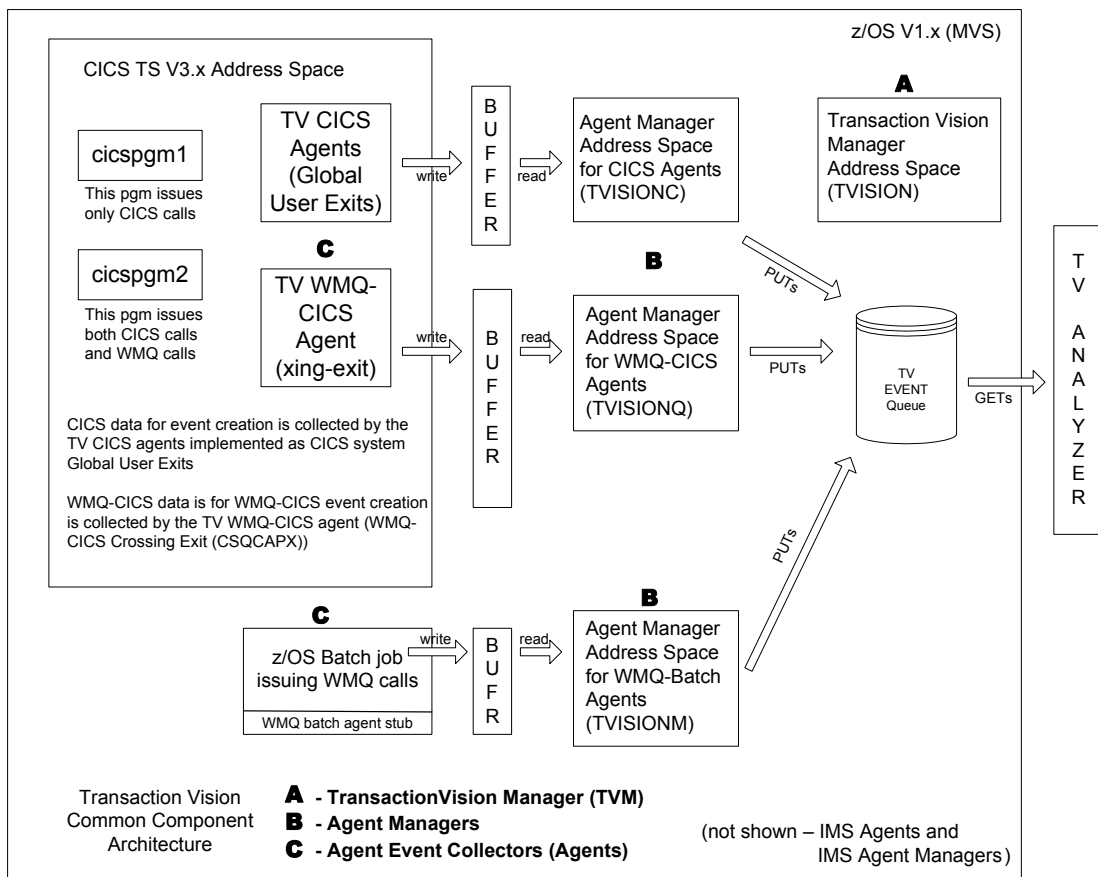 z/OS V1.x (MVS)
CICS TS V3.x Address Space
cicspgm1
This pgm issues
only CICS calls
cicspgm2
This pgm issues
both CICS calls
and WMQ calls
TV CICS
Agents
(Global
User Exits)
C
TV WMQ-
CICS
Agent
(xing-exit)
CICS data for event creation is collected by the
TV CICS agents implemented as CICS system
Global User Exits
WMQ-CICS data is for WMQ-CICS event creation
is collected by the TV WMQ-CICS agent (WMQ-
CICS Crossing Exit (CSQCAPX))
write
BUFFER
read
Agent Manager
Address Space
for CICS Agents
(TVISIONC)
A
Transaction Vision
Manager
Address Space
(TVISION)
PUTs
write
BUFFER
read
B
Agent Manager
Address Space
for WMQ-CICS
Agents
(TVISIONQ)
PUTs
TV
EVENT
Queue
GETs
TV ANALYZER
C
z/OS Batch job
issuing WMQ calls
WMQ batch agent stub
write
BUFR
read
B
Agent Manager
Address Space
for WMQ-Batch
Agents
(TVISIONM)
PUTs
Transaction Vision
Common Component
Architecture
A - TransactionVision Manager (TVM)
B - Agent Managers
C - Agent Event Collectors (Agents)
(not shown – IMS Agents and
IMS Agent Managers)